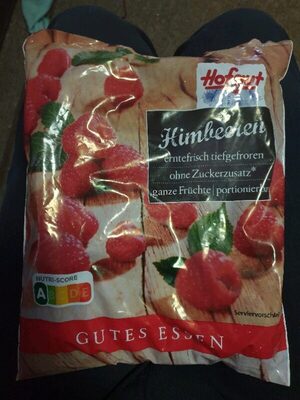 Hofgut
Himbeeren
erntefrisch tiefgefroren
ohne Zuckerzusatz*
ganze Früchte | portionierbar
NUTRI-SCORE
A B C D E
Serviervorschlag
GUTES ESSEN